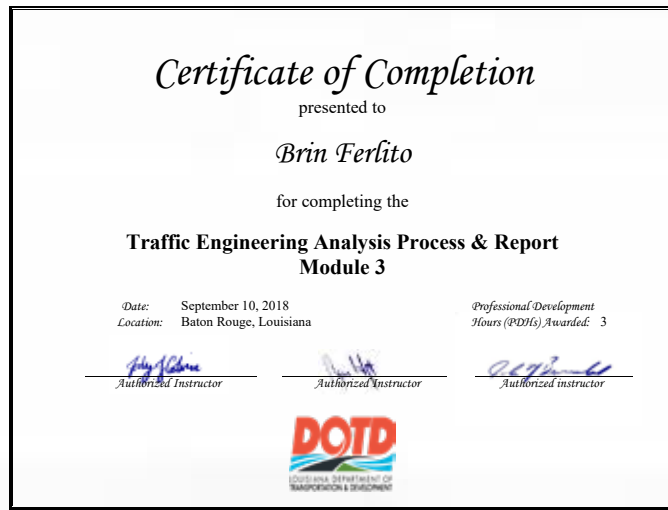 Certificate of Completion
presented to
Brin Ferlito
for completing the
Traffic Engineering Analysis Process & Report
Module 3
Date: September 10, 2018
Location: Baton Rouge, Louisiana
Professional Development
Hours (PDHs) Awarded: 3
Authorized Instructor
Authorized Instructor
Authorized instructor
DOTD
LOUISIANA DEPARTMENT OF
TRANSPORTATION & DEVELOPMENT